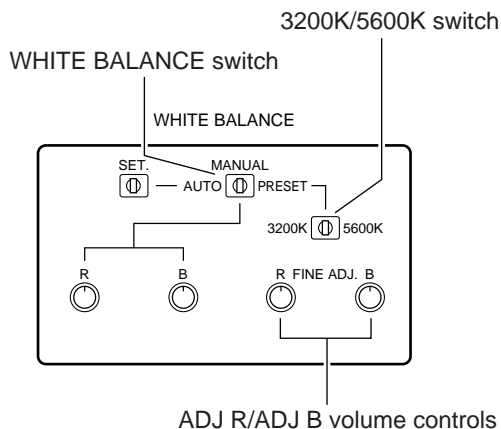 3200K/5600K switch
WHITE BALANCE switch
WHITE BALANCE
SET. MANUAL
AUTO PRESET
3200K 5600K
R B R FINE ADJ. B
ADJ R/ADJ B volume controls